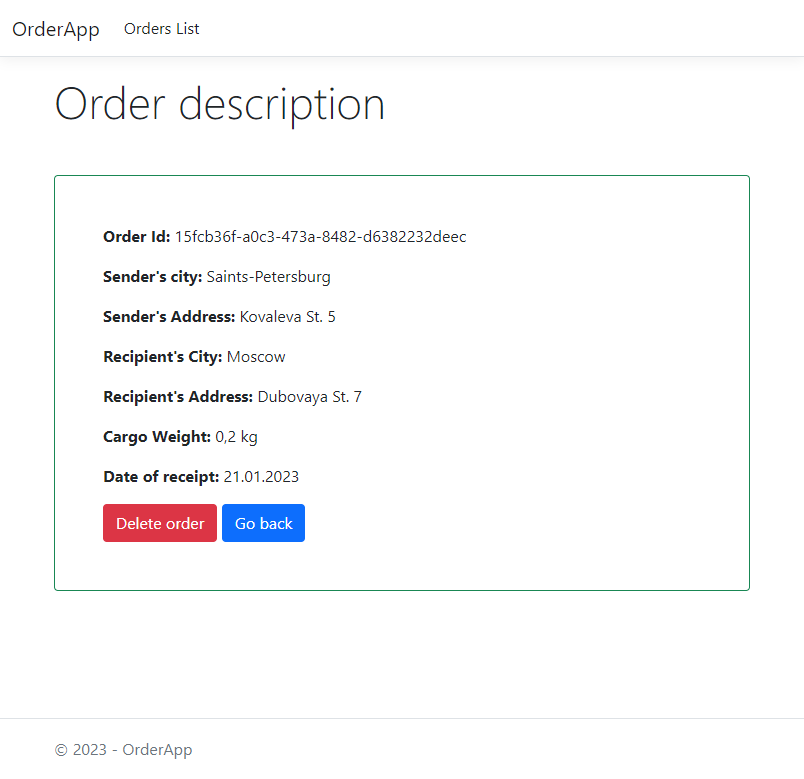 OrderApp Orders List
Order description
Order Id: 15fcb36f-a0c3-473a-8482-d6382232deec
Sender's city: Saints-Petersburg
Sender's Address: Kovaleva St. 5
Recipient's City: Moscow
Recipient's Address: Dubovaya St. 7
Cargo Weight: 0,2 kg
Date of receipt: 21.01.2023
Delete order Go back
© 2023 - OrderApp